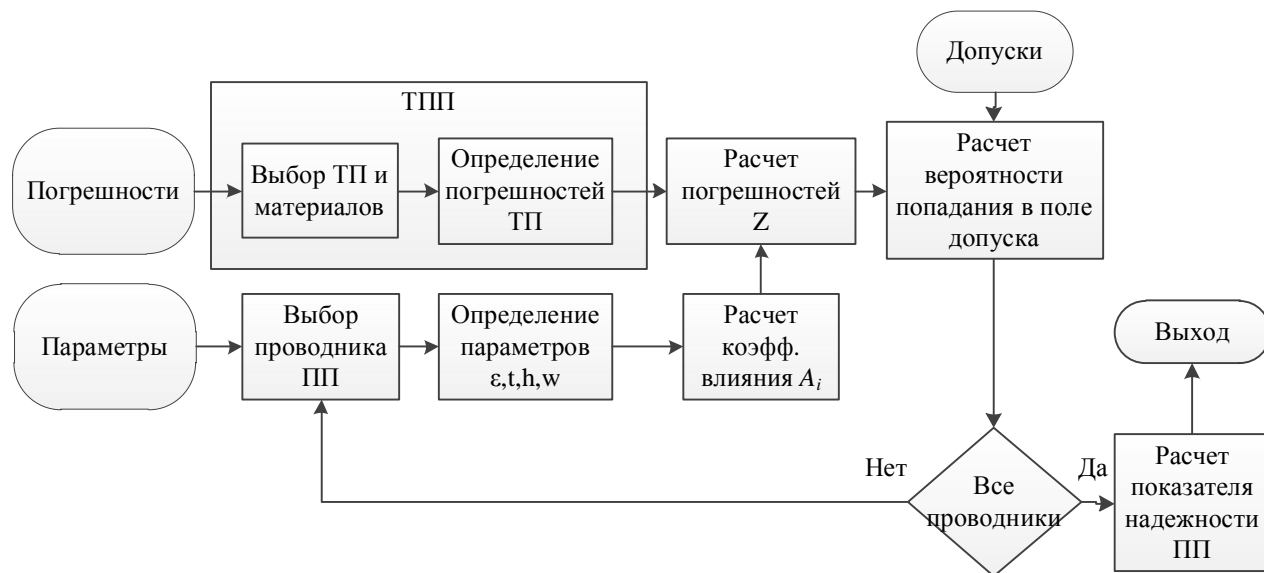 Допуски
ТПП
Погрешности
Выбор ТП и
материалов
Определение
погрешностей
ТП
Расчет
погрешностей
Z
Расчет
вероятности
попадания в поле
допуска
Параметры
Выбор
проводника
ПП
Определение
параметров
ε,t,h,w
Расчет
коэфф.
влияния Aᵢ
Выход
Нет
Все
проводники
Да
Расчет
показателя
надежности
ПП